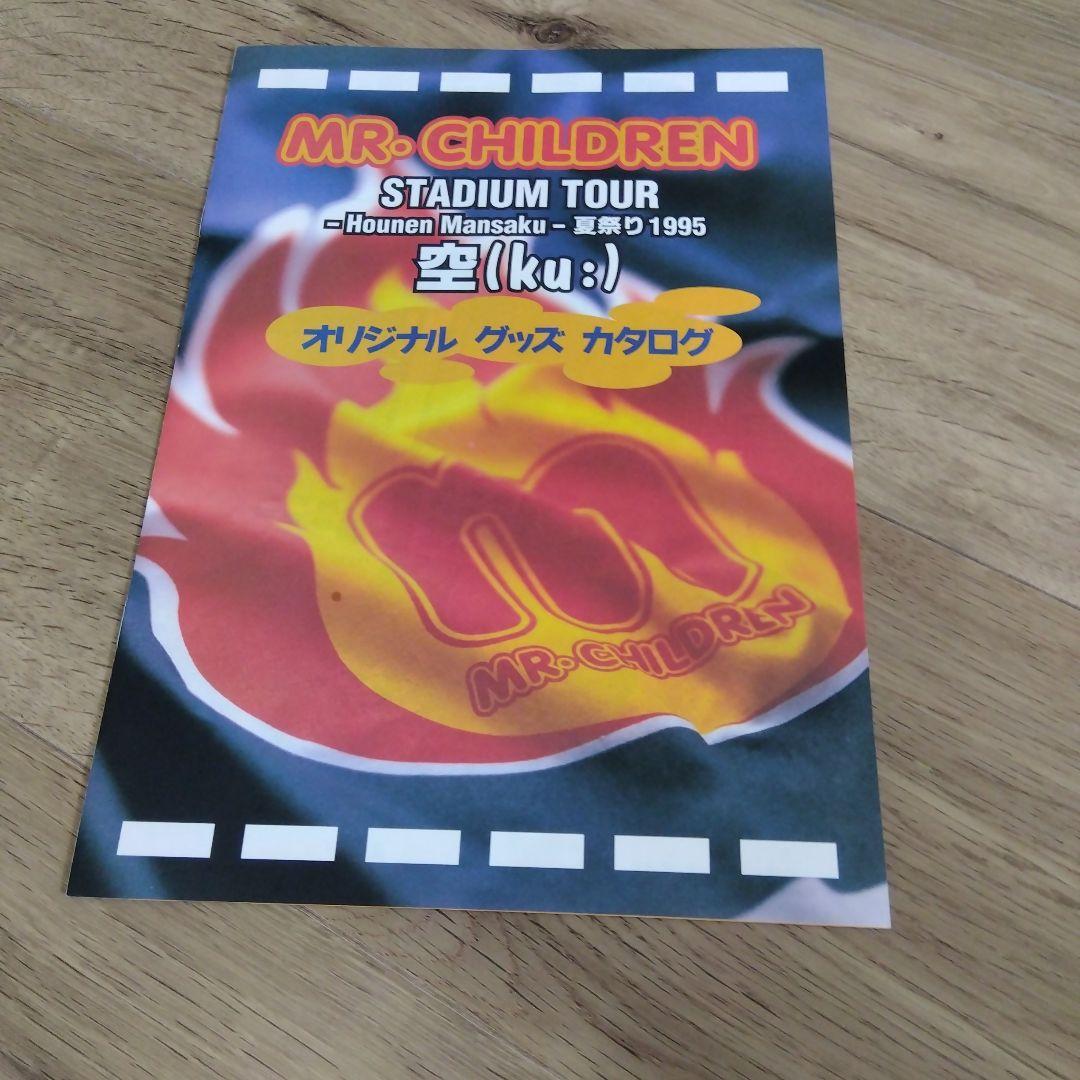 MR. CHILDREN
STADIUM TOUR
- Hounen Mansaku - 夏祭り1995
空(ku:)
オリジナル グッズ カタログ
m
MR. CHILDREN